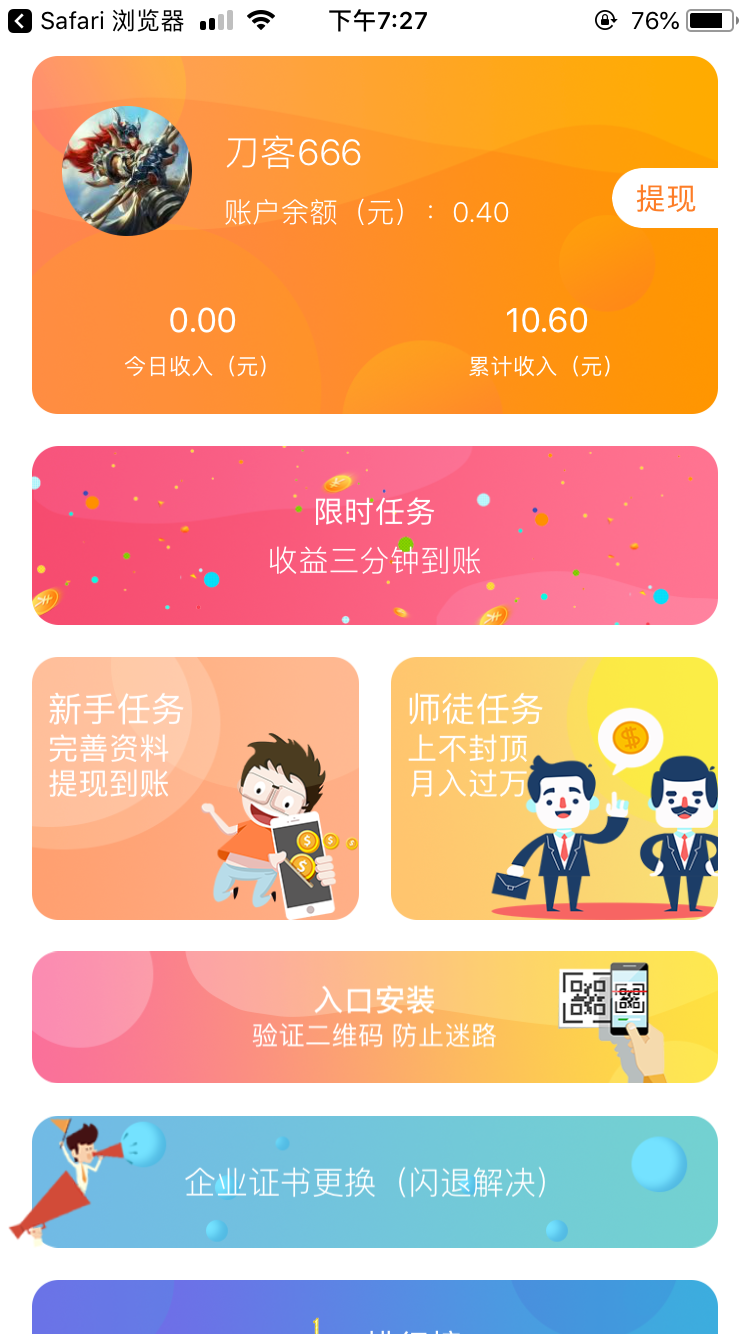 Safari 浏览器 下午7:27 76%
刀客666
账户余额（元）：0.40
提现
0.00 10.60
今日收入（元） 累计收入（元）
限时任务
收益三分钟到账
新手任务
完善资料
提现到账
师徒任务
上不封顶
月入过万
入口安装
验证二维码 防止迷路
企业证书更换（闪退解决）